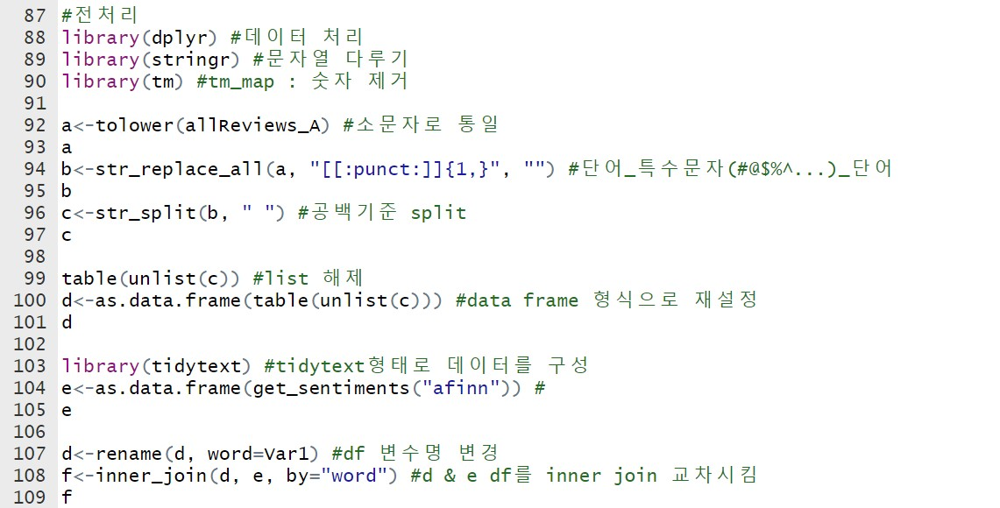 87 #전처리
88 library(dplyr) #데이터 처리
89 library(stringr) #문자열 다루기
90 library(tm) #tm_map : 숫자 제거
91
92 a<-tolower(allReviews_A) #소문자로 통일
93 a
94 b<-str_replace_all(a, "[[:punct:]]{1,}", "") #단어_특수문자(#@$%^...)_단어
95 b
96 c<-str_split(b, " ") #공백기준 split
97 c
98
99 table(unlist(c)) #list 해제
100 d<-as.data.frame(table(unlist(c))) #data frame 형식으로 재설정
101 d
102
103 library(tidytext) #tidytext형태로 데이터를 구성
104 e<-as.data.frame(get_sentiments("afinn")) #
105 e
106
107 d<-rename(d, word=Var1) #df 변수명 변경
108 f<-inner_join(d, e, by="word") #d & e df를 inner join 교차시킴
109 f